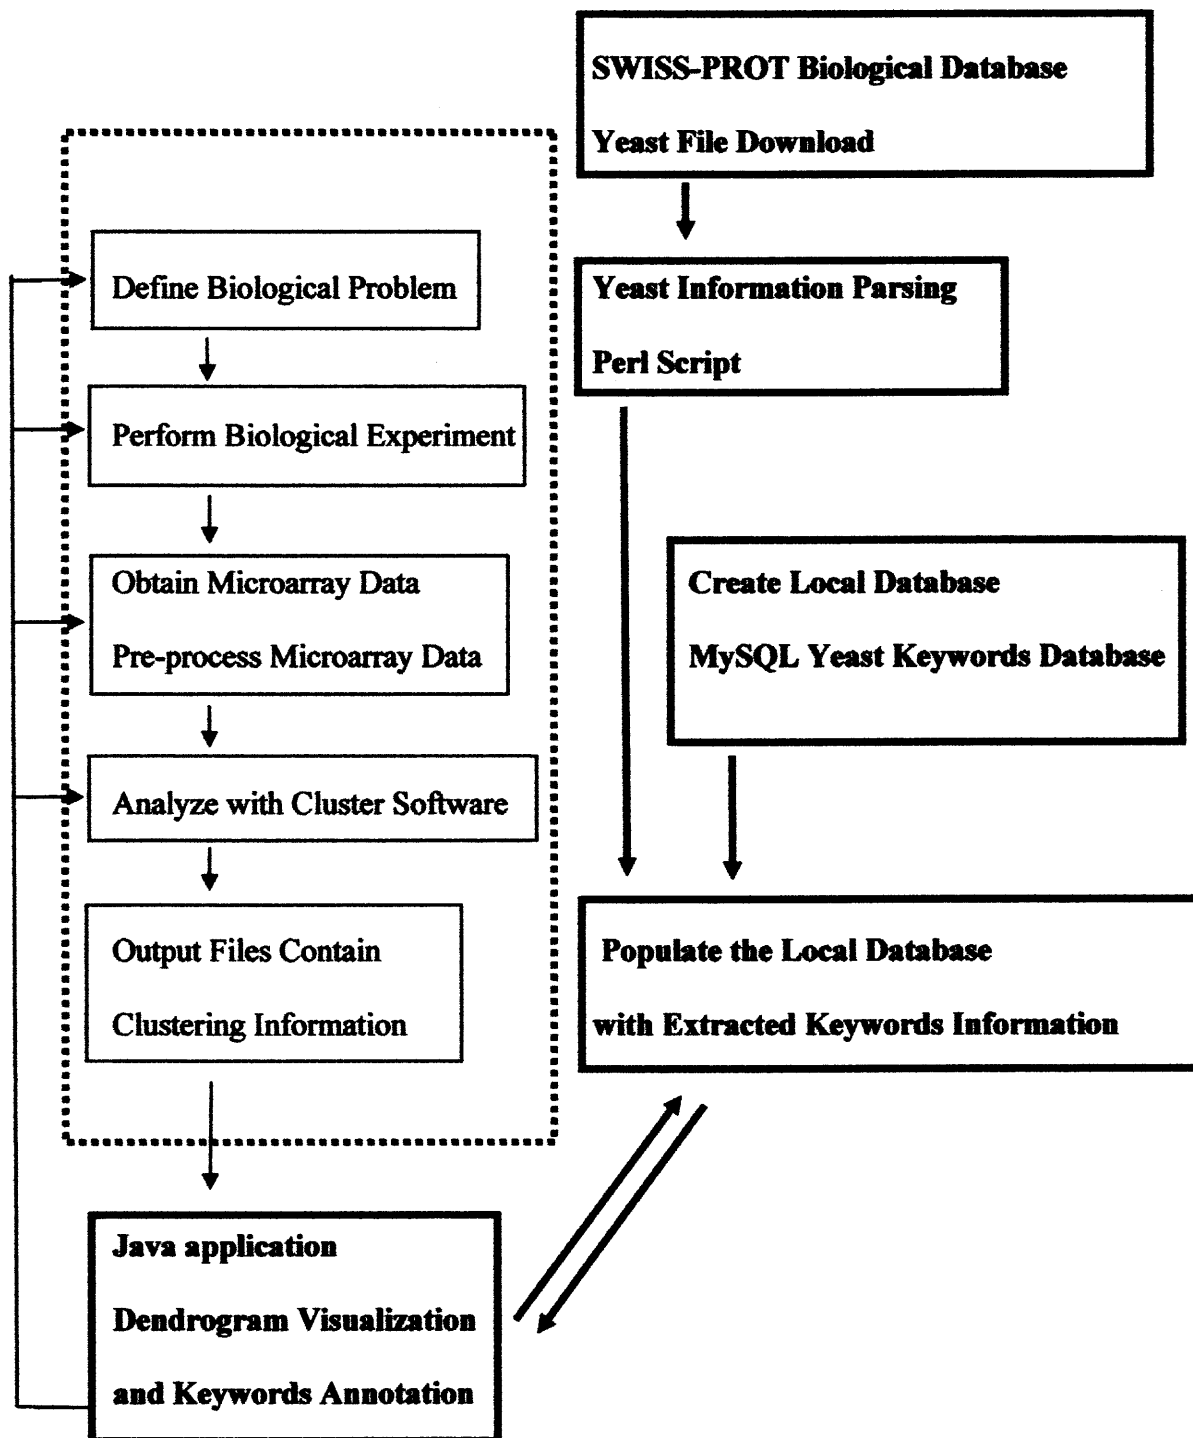 SWISS-PROT Biological Database
Yeast File Download
Define Biological Problem
Yeast Information Parsing
Perl Script
Perform Biological Experiment
Obtain Microarray Data
Pre-process Microarray Data
Create Local Database
MySQL Yeast Keywords Database
Analyze with Cluster Software
Output Files Contain
Clustering Information
Populate the Local Database
with Extracted Keywords Information
Java application
Dendrogram Visualization
and Keywords Annotation